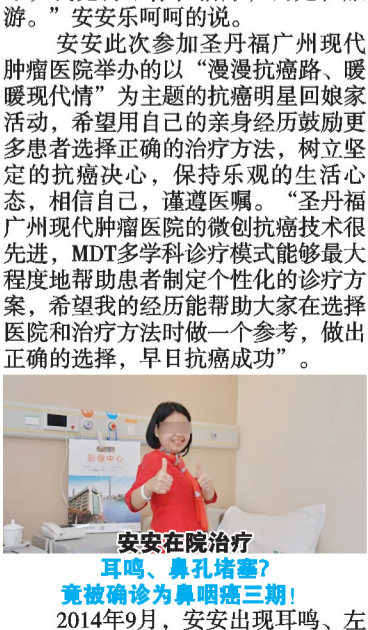 游。”安安乐呵呵的说。
安安此次参加圣丹福广州现代
肿瘤医院举办的以“漫漫抗癌路、暖
暖现代情”为主题的抗癌明星回娘家
活动，希望用自己的亲身经历鼓励更
多患者选择正确的治疗方法，树立坚
定的抗癌决心，保持乐观的生活心
态，相信自己，谨遵医嘱。“圣丹福
广州现代肿瘤医院的微创抗癌技术很
先进，MDT多学科诊疗模式能够最大
程度地帮助患者制定个性化的诊疗方
案，希望我的经历能帮助大家在选择
医院和治疗方法时做一个参考，做出
正确的选择，早日抗癌成功”。
影像中心
安安在院治疗
耳鸣、鼻孔堵塞？
竟被确诊为鼻咽癌三期！
2014年9月，安安出现耳鸣、左